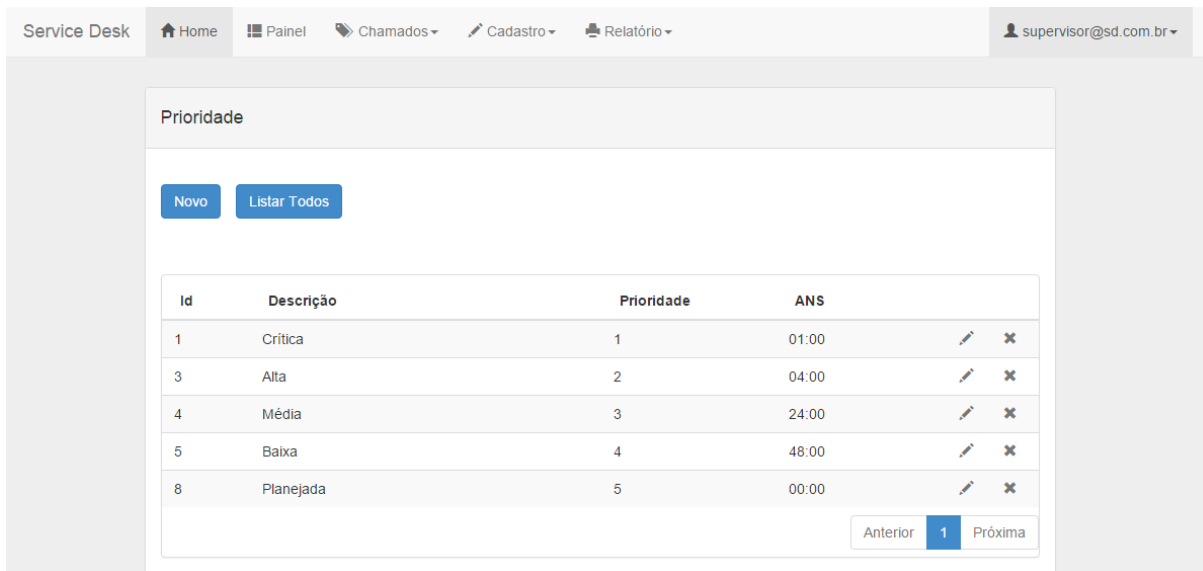 Service Desk Home Painel Chamados Cadastro Relatório supervisor@sd.com.br
Prioridade
Novo Listar Todos
Id Descrição Prioridade ANS
1 Crítica 1 01:00
3 Alta 2 04:00
4 Média 3 24:00
5 Baixa 4 48:00
8 Planejada 5 00:00
Anterior 1 Próxima